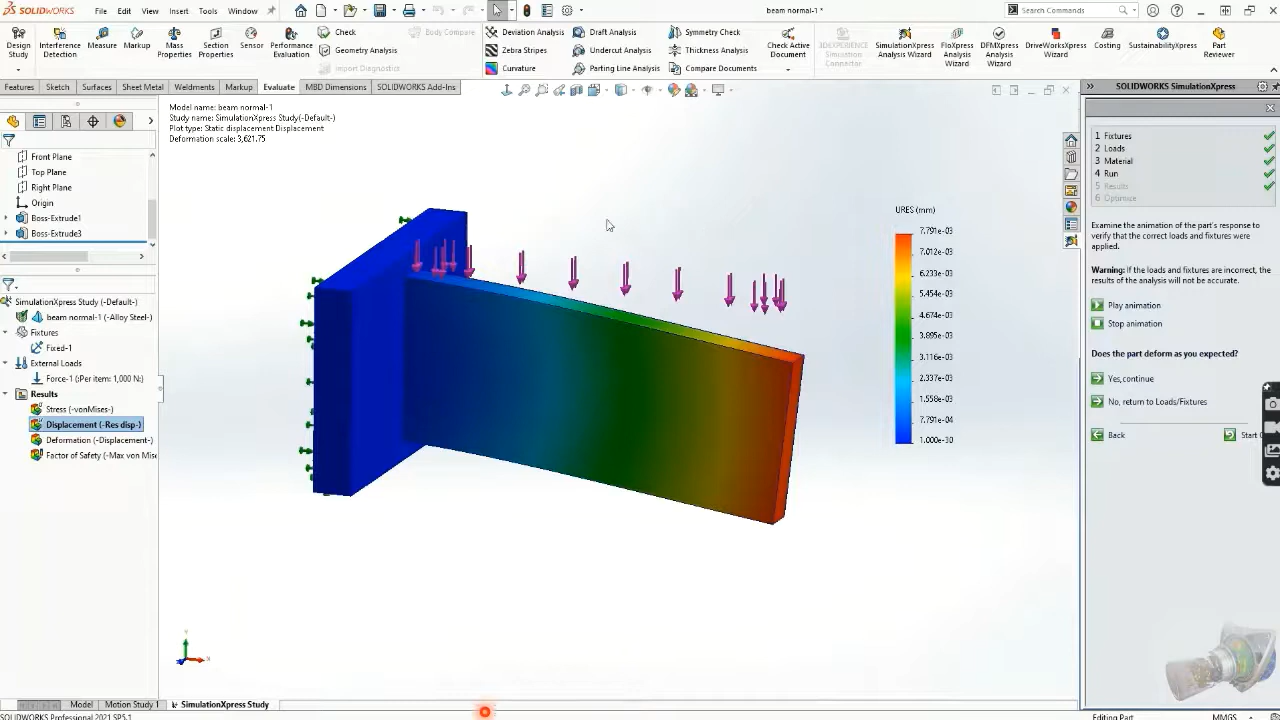 SOLIDWORKS File Edit View Insert Tools Window beam normal-1 * Search Commands
Design Study
Interference Detection
Measure
Markup
Mass Properties
Section Properties
Sensor
Performance Evaluation
Check
Geometry Analysis
Import Diagnostics
Body Compare
Deviation Analysis
Zebra Stripes
Curvature
Draft Analysis
Undercut Analysis
Parting Line Analysis
Symmetry Check
Thickness Analysis
Compare Documents
Check Active Document
3DEXPERIENCE Simulation Connector
SimulationXpress Analysis Wizard
FloXpress Analysis Wizard
DFMXpress Analysis Wizard
DriveWorksXpress Wizard
Costing
SustainabilityXpress
Part Reviewer
Features Sketch Surfaces Sheet Metal Weldments Markup Evaluate MBD Dimensions SOLIDWORKS Add-Ins
Front Plane
Top Plane
Right Plane
Origin
Boss-Extrude1
Boss-Extrude3
SimulationXpress Study (-Default-)
beam normal-1 (-Alloy Steel-)
Fixtures
Fixed-1
External Loads
Force-1 (:Per item: 1,000 N:)
Results
Stress (-vonMises-)
Displacement (-Res disp-)
Deformation (-Displacement-)
Factor of Safety (-Max von Mise
Model name: beam normal-1
Study name: SimulationXpress Study(-Default-)
Plot type: Static displacement Displacement
Deformation scale: 3,621.75
URES (mm)
7.791e-03
7.012e-03
6.233e-03
5.454e-03
4.674e-03
3.895e-03
3.116e-03
2.337e-03
1.558e-03
7.791e-04
1.000e-30
SOLIDWORKS SimulationXpress
1 Fixtures
2 Loads
3 Material
4 Run
5 Results
6 Optimize
Examine the animation of the part's response to
verify that the correct loads and fixtures were
applied.
Warning: If the loads and fixtures are incorrect, the
results of the analysis will not be accurate.
Play animation
Stop animation
Does the part deform as you expected?
Yes,continue
No, return to Loads/Fixtures
Back Start
Model Motion Study 1 SimulationXpress Study
SOLIDWORKS Professional 2021 SP5.1 Editing Part MMGS